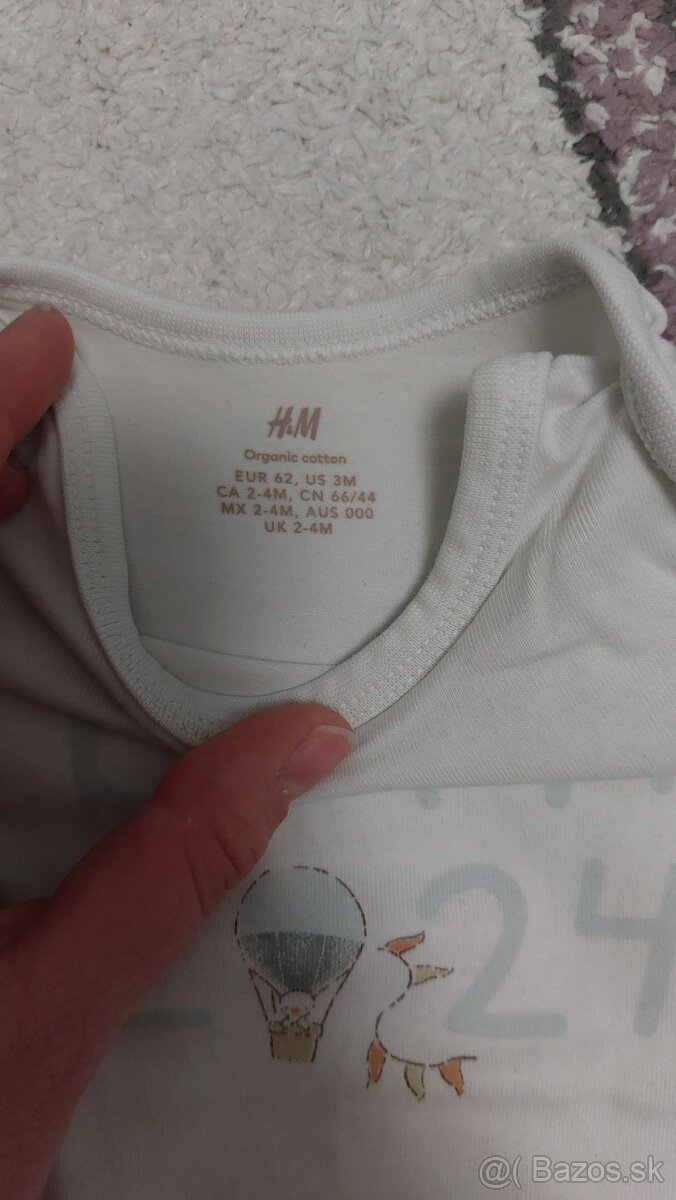 H&M
Organic cotton
EUR 62, US 3M
CA 2-4M, CN 66/44
MX 2-4M, AUS 000
UK 2-4M
24
@( Bazos.sk